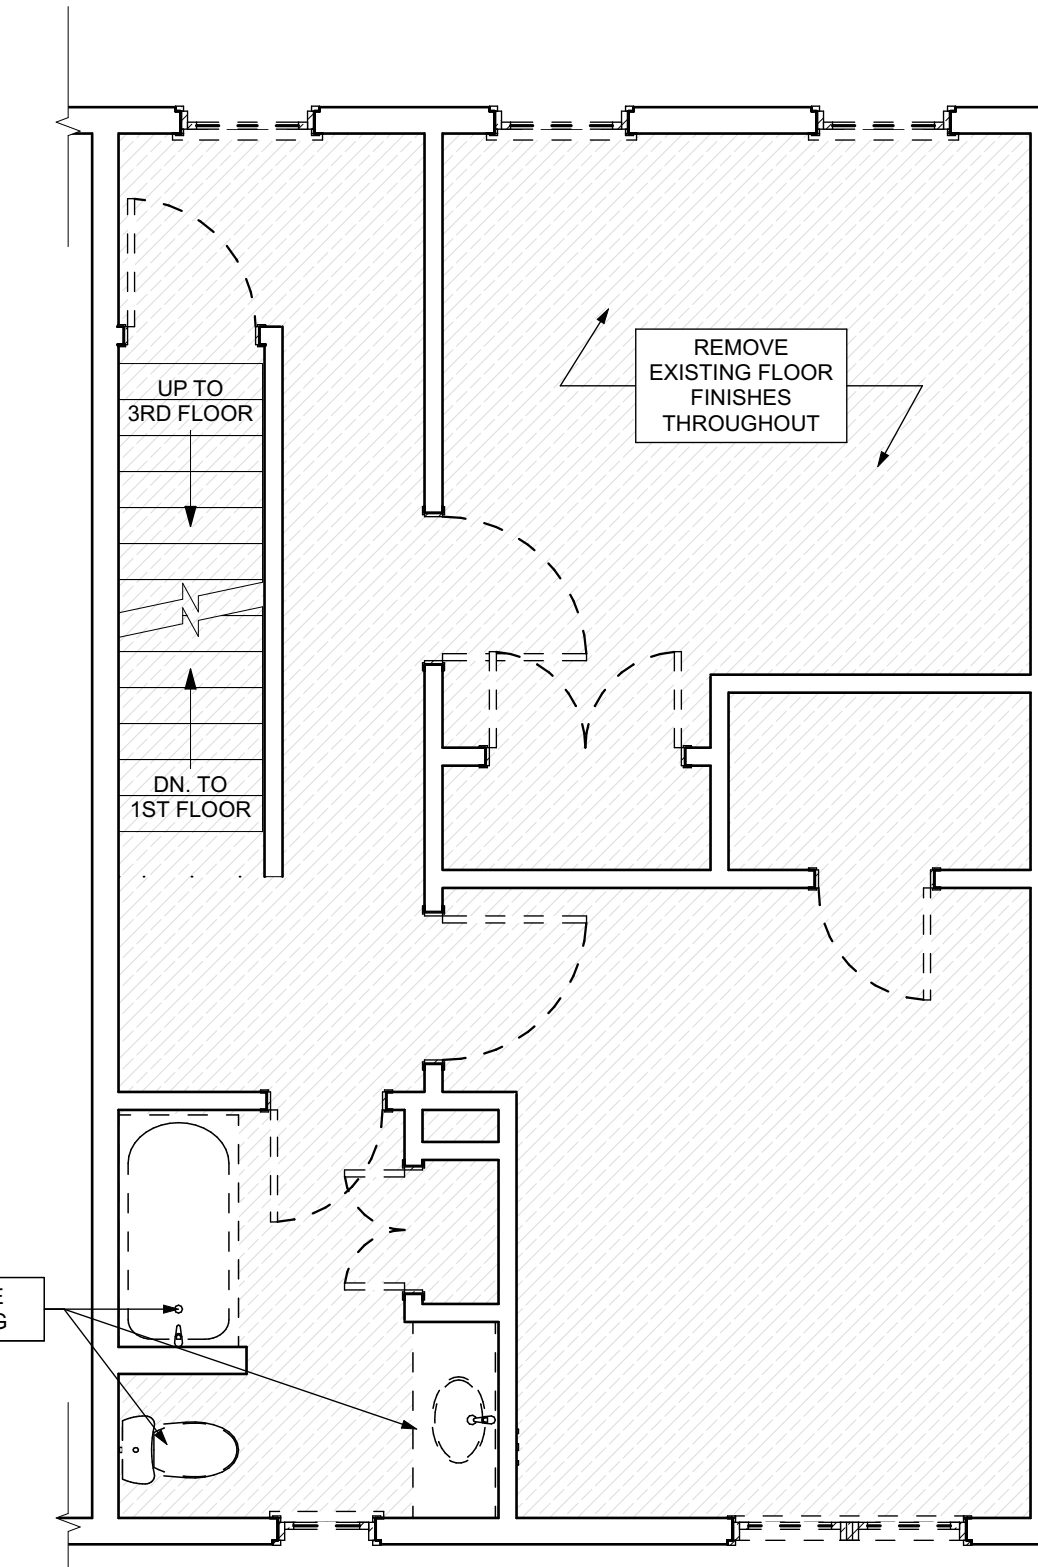 UP TO
3RD FLOOR
REMOVE
EXISTING FLOOR
FINISHES
THROUGHOUT
DN. TO
1ST FLOOR